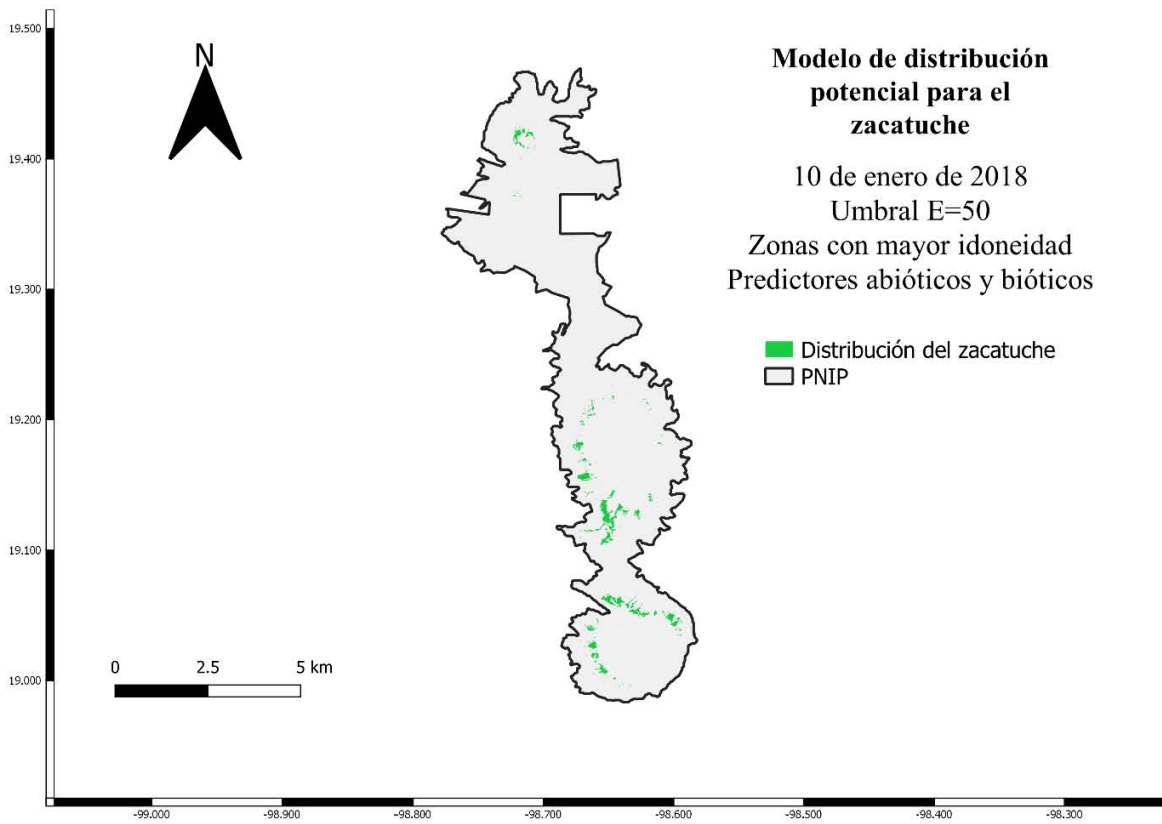 19.500
19.400
19.300
19.200
19.100
19.000
N
Modelo de distribución
potencial para el
zacatuche
10 de enero de 2018
Umbral E=50
Zonas con mayor idoneidad
Predictores abióticos y bióticos
Distribución del zacatuche
PNIP
0 2.5 5 km
-99.000 -98.900 -98.800 -98.700 -98.600 -98.500 -98.400 -98.300